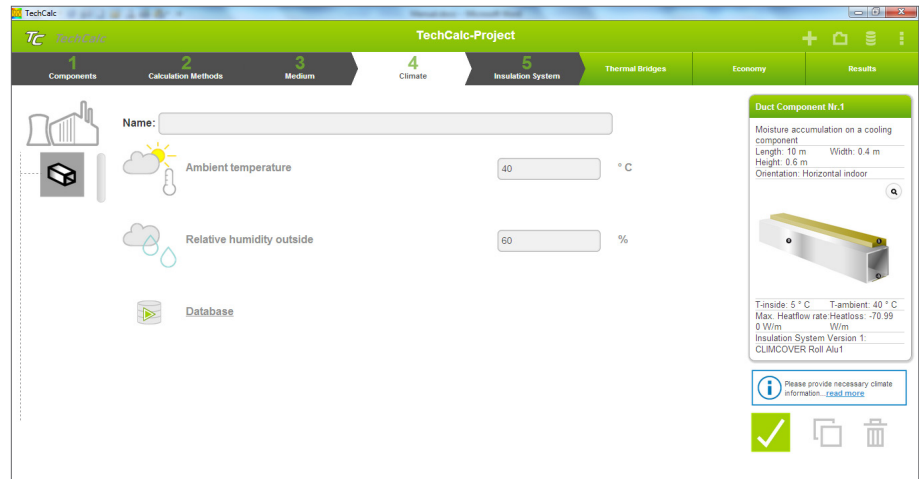 TechCalc
TC TechCalc
TechCalc-Project
1
Components
2
Calculation Methods
3
Medium
4
Climate
5
Insulation System
Thermal Bridges
Economy
Results
Name:
Ambient temperature
40
° C
Relative humidity outside
60
%
Database
Duct Component Nr.1
Moisture accumulation on a cooling
component
Length: 10 m Width: 0.4 m
Height: 0.6 m
Orientation: Horizontal indoor
T-inside: 5 ° C T-ambient: 40 ° C
Max. Heatflow rate:Heatloss: -70.99
0 W/m W/m
Insulation System Version 1:
CLIMCOVER Roll Alu1
Please provide necessary climate
information...read more